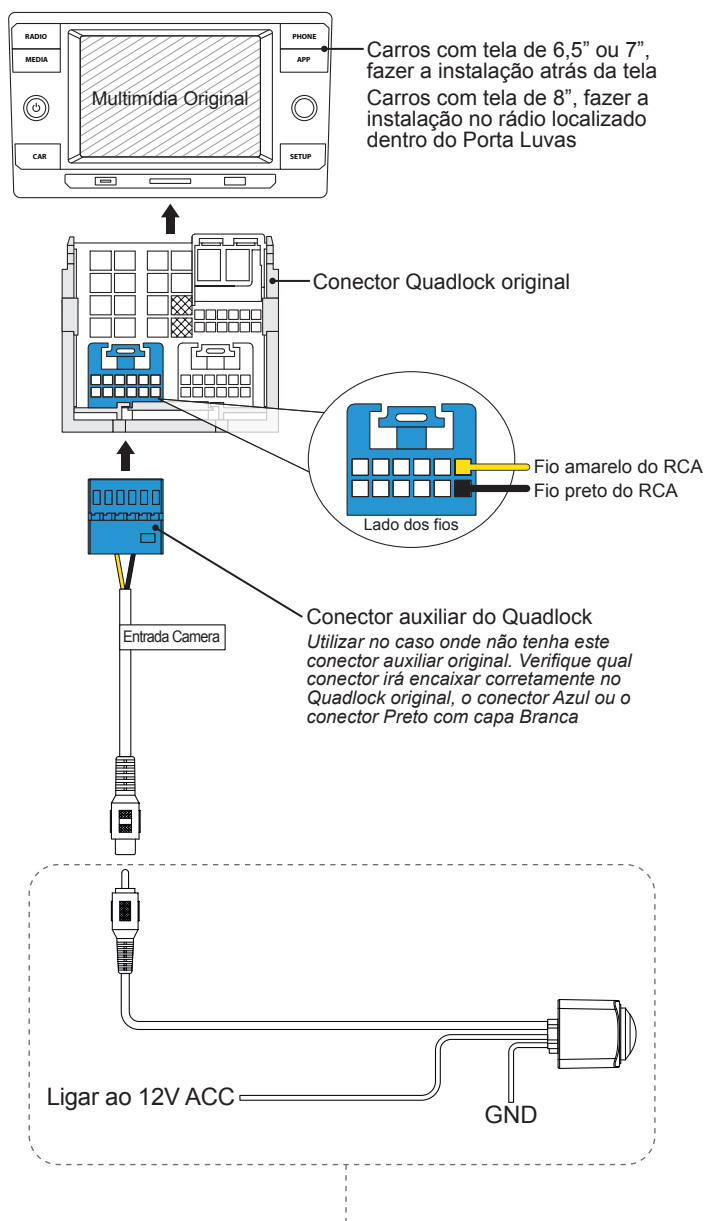 RADIO
PHONE
MEDIA
APP
Multimídia Original
CAR
SETUP
Carros com tela de 6,5” ou 7”,
fazer a instalação atrás da tela
Carros com tela de 8”, fazer a
instalação no rádio localizado
dentro do Porta Luvas
Conector Quadlock original
Fio amarelo do RCA
Fio preto do RCA
Lado dos fios
Conector auxiliar do Quadlock
Utilizar no caso onde não tenha este
conector auxiliar original. Verifique qual
conector irá encaixar corretamente no
Quadlock original, o conector Azul ou o
conector Preto com capa Branca
Entrada Camera
Ligar ao 12V ACC
GND